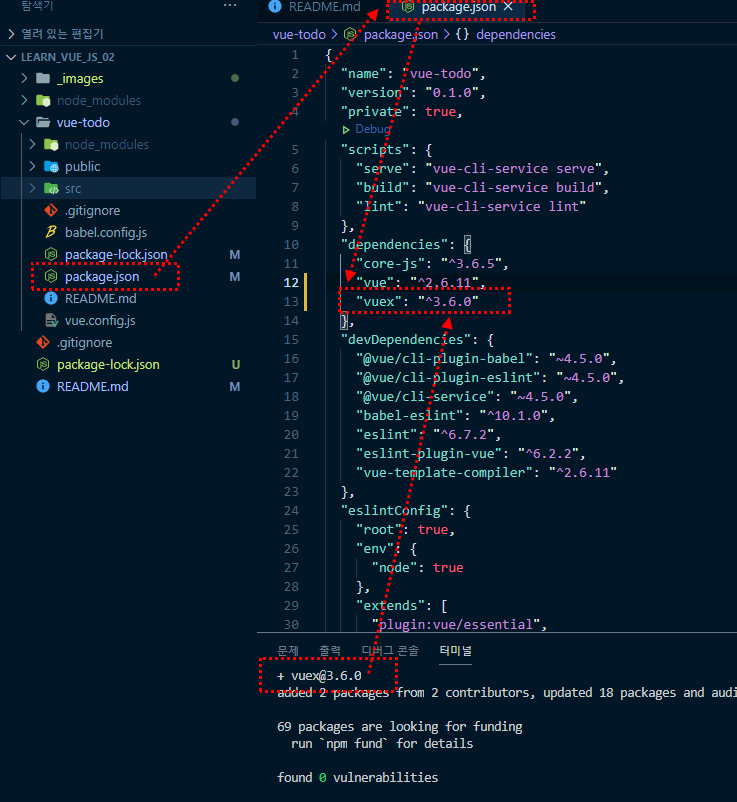 탐색기 ···
열려 있는 편집기
LEARN_VUE_JS_02
_images
node_modules
vue-todo
node_modules
public
src
.gitignore
babel.config.js
package-lock.json M
package.json M
README.md
vue.config.js
.gitignore
package-lock.json U
README.md M
README.md package.json ×
vue-todo > package.json > {} dependencies
1 {
2 "name": "vue-todo",
3 "version": "0.1.0",
4 "private": true,
Debug
5 "scripts": {
6 "serve": "vue-cli-service serve",
7 "build": "vue-cli-service build",
8 "lint": "vue-cli-service lint"
9 },
10 "dependencies": {
11 "core-js": "^3.6.5",
12 "vue": "^2.6.11",
13 "vuex": "^3.6.0"
14 },
15 "devDependencies": {
16 "@vue/cli-plugin-babel": "~4.5.0",
17 "@vue/cli-plugin-eslint": "~4.5.0",
18 "@vue/cli-service": "~4.5.0",
19 "babel-eslint": "^10.1.0",
20 "eslint": "^6.7.2",
21 "eslint-plugin-vue": "^6.2.2",
22 "vue-template-compiler": "^2.6.11"
23 },
24 "eslintConfig": {
25 "root": true,
26 "env": {
27 "node": true
28 },
29 "extends": [
30 "plugin:vue/essential",
문제 출력 디버그 콘솔 터미널
+ vuex@3.6.0
added 2 packages from 2 contributors, updated 18 packages and audi
69 packages are looking for funding
run `npm fund` for details
found 0 vulnerabilities